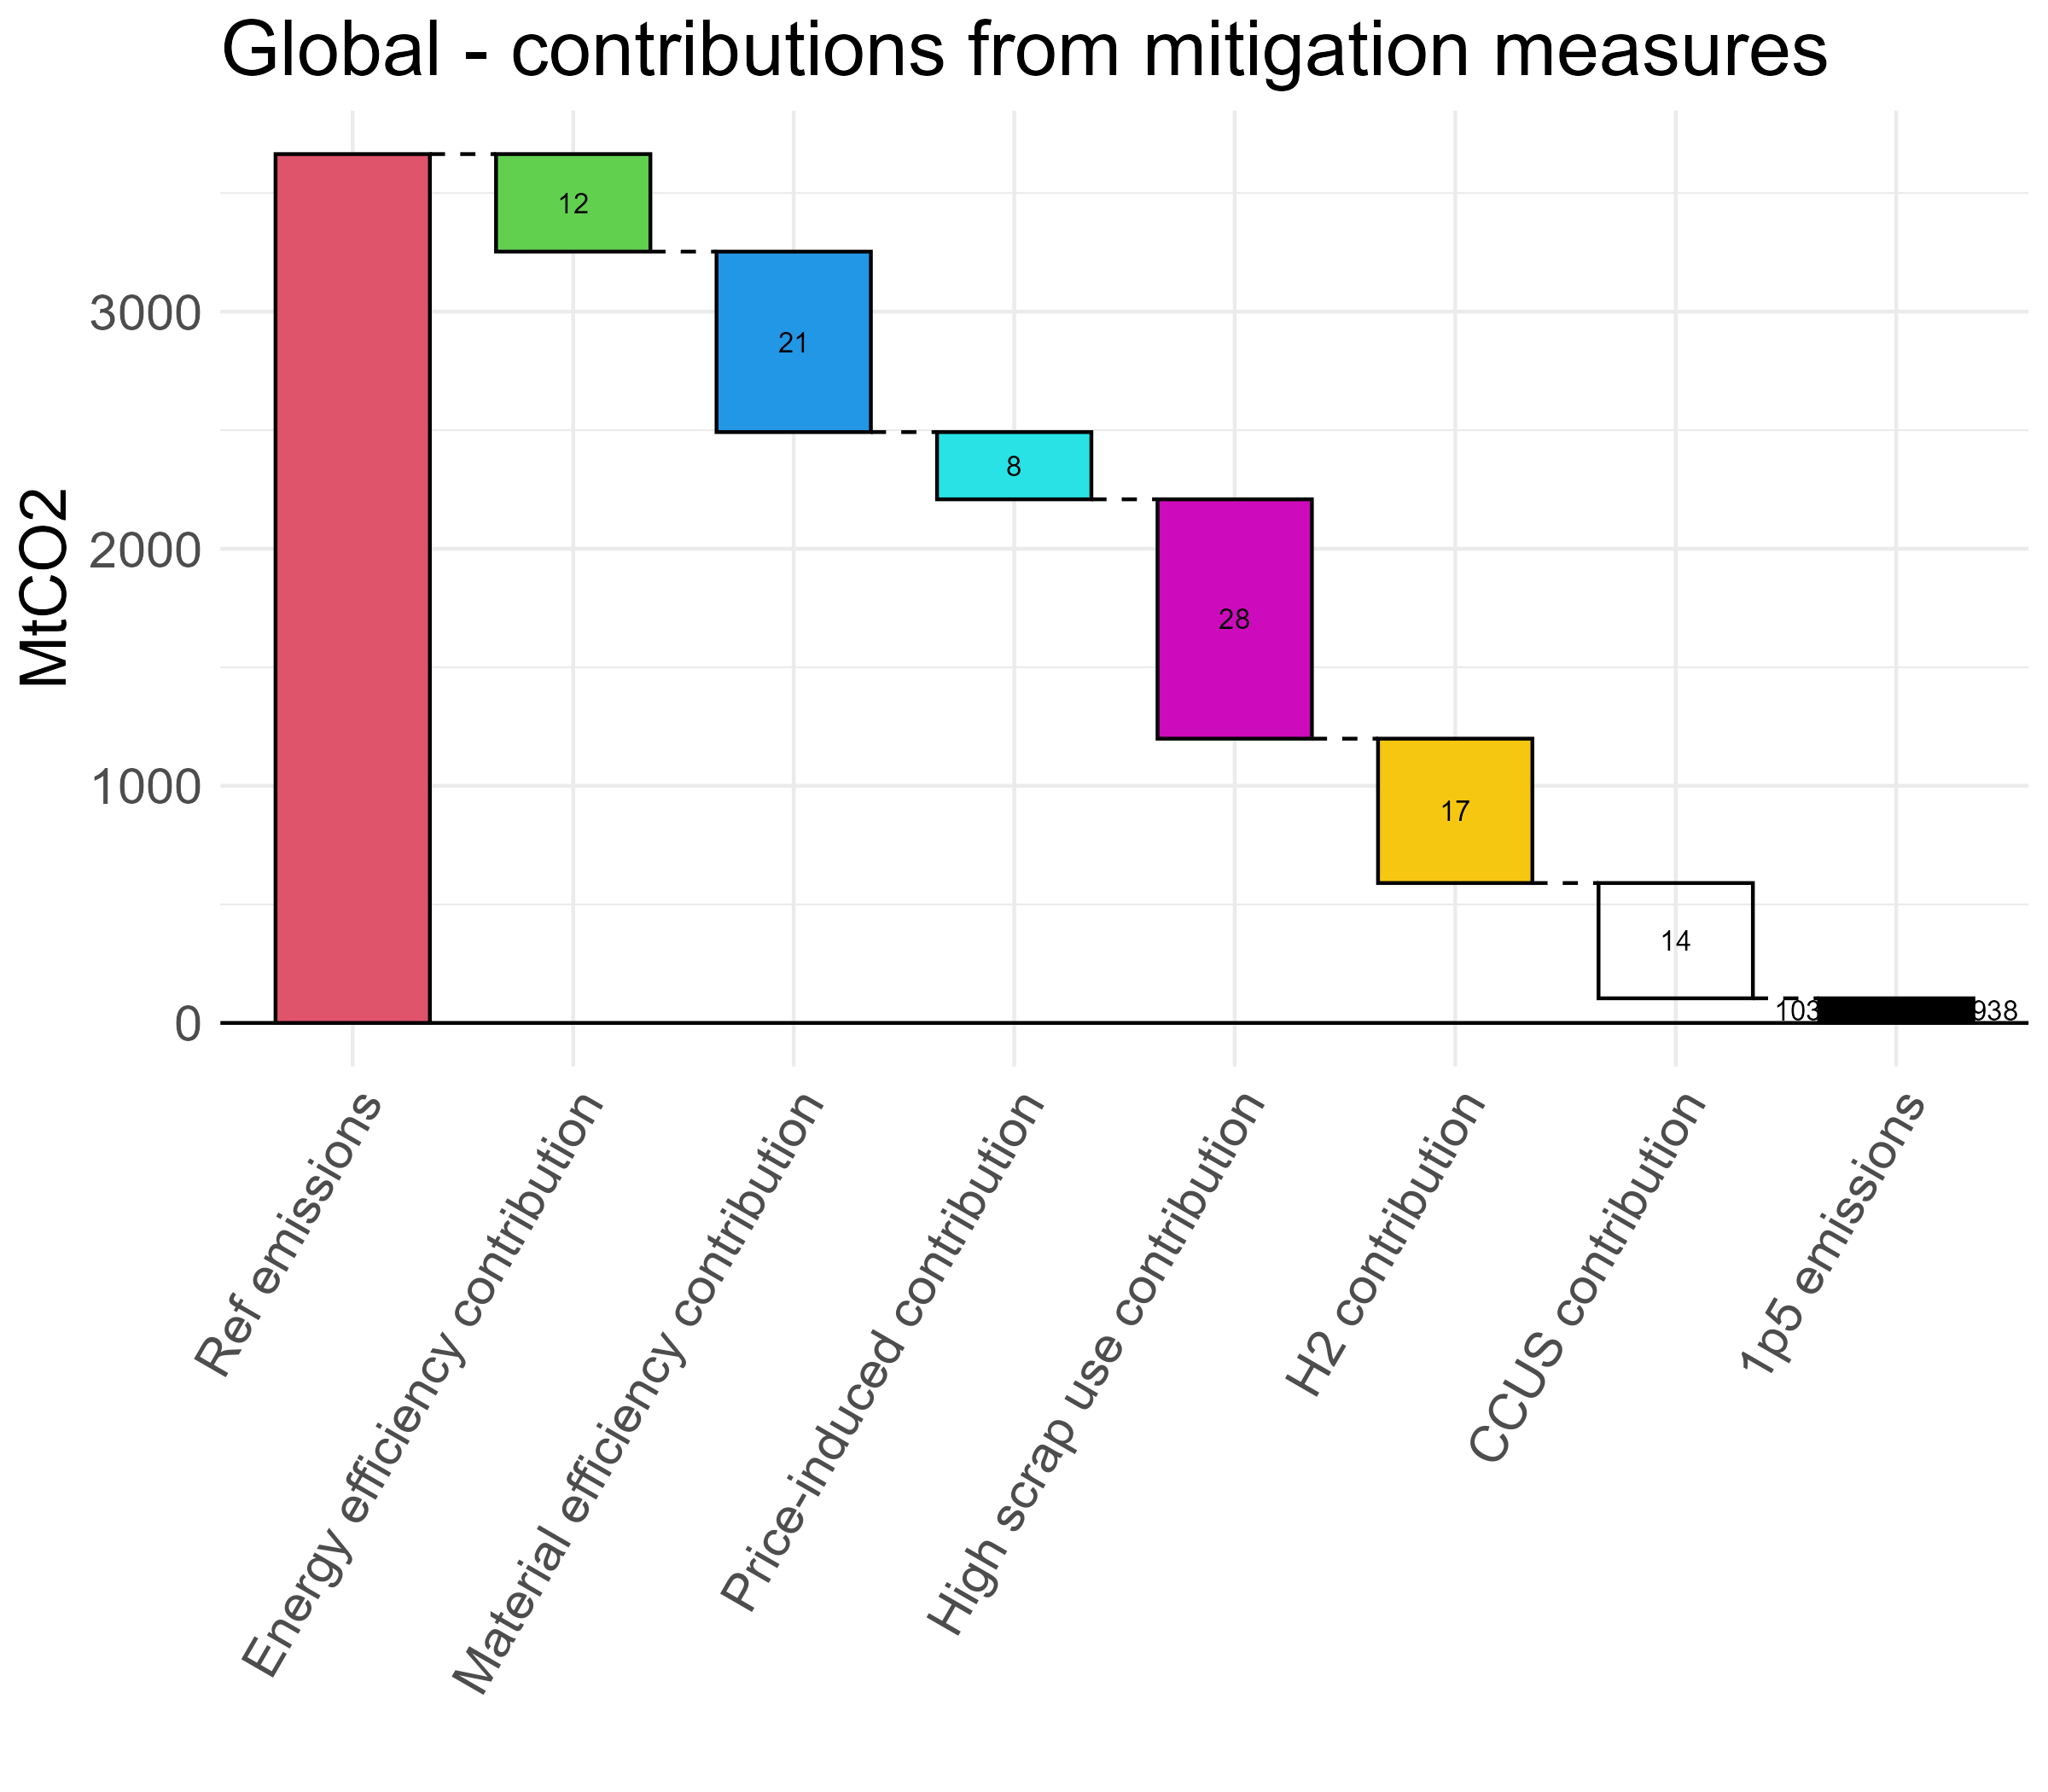 Global - contributions from mitigation measures
MtCO2
3000
2000
1000
0
12
21
8
28
17
14
103
938
Ref emissions
Energy efficiency contribution
Material efficiency contribution
Price-induced contribution
High scrap use contribution
H2 contribution
CCUS contribution
1p5 emissions